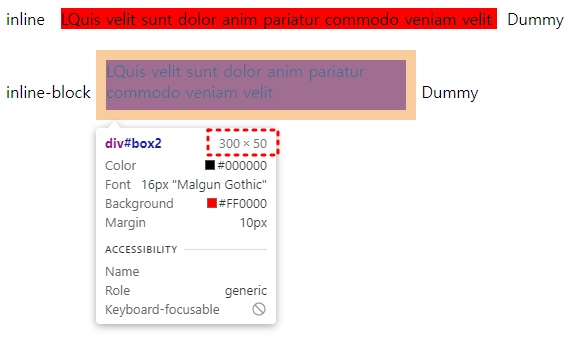 inline LQuis velit sunt dolor anim pariatur commodo veniam velit Dummy
LQuis velit sunt dolor anim pariatur
inline-block commodo veniam velit Dummy
div#box2 300 × 50
Color #000000
Font 16px "Malgun Gothic"
Background #FF0000
Margin 10px
ACCESSIBILITY
Name
Role generic
Keyboard-focusable